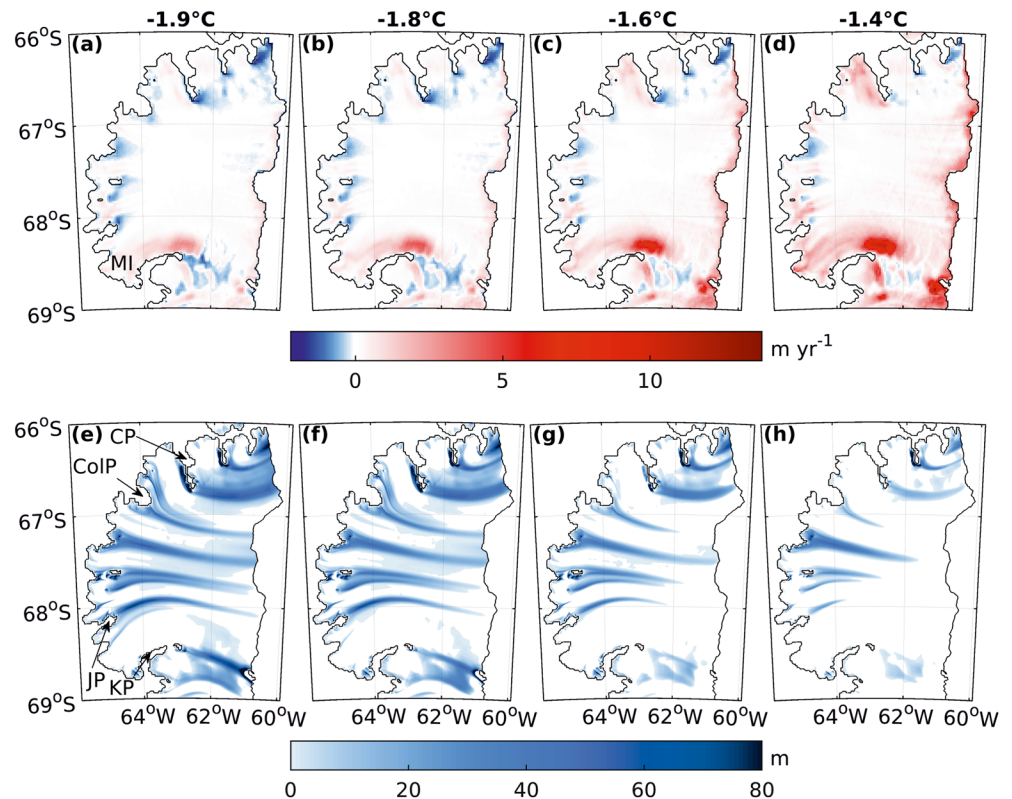 -1.9°C -1.8°C -1.6°C -1.4°C
66°S (a) (b) (c) (d)
67°S
68°S
MI
69°S
m yr-1
0 5 10
66°S (e) CP (f) (g) (h)
ColP
67°S
68°S
JP KP
69°S
64°W 62°W 60°W 64°W 62°W 60°W 64°W 62°W 60°W 64°W 62°W 60°W
m
0 20 40 60 80